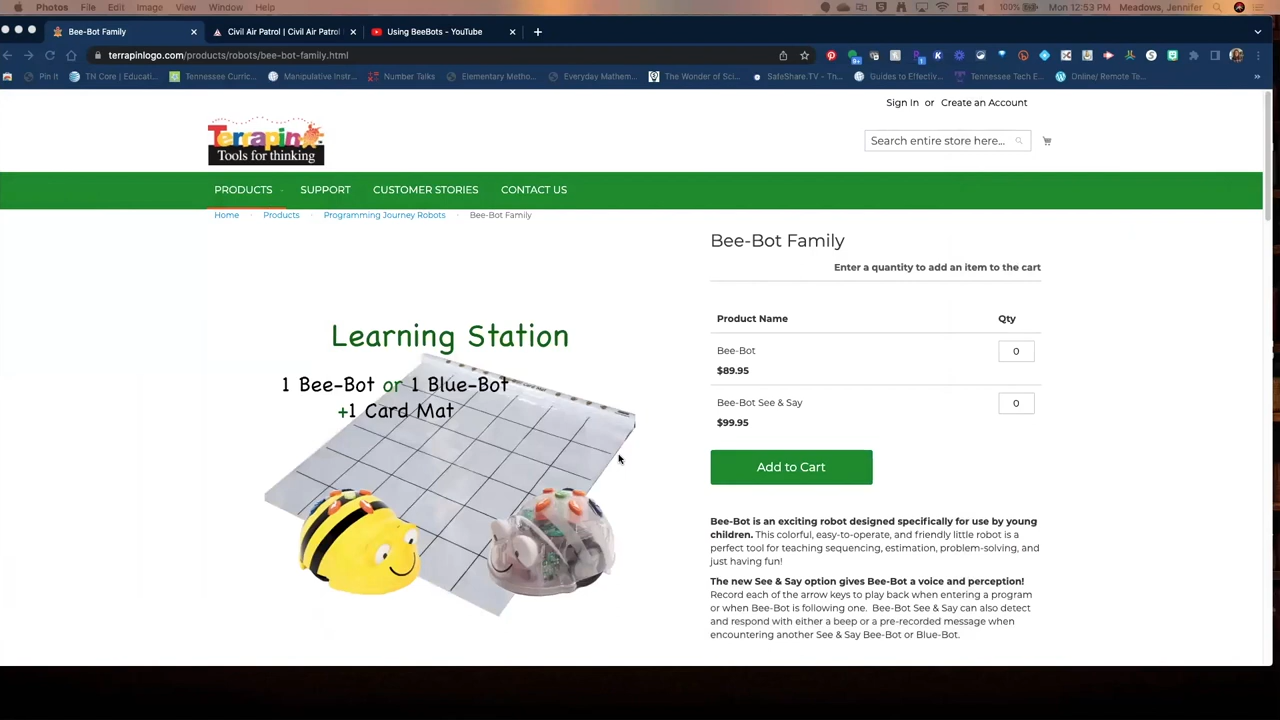 Photos File Edit Image View Window Help 100% Mon 12:53 PM Meadows, Jennifer
Bee-Bot Family Civil Air Patrol | Civil Air Patrol Using BeeBots - YouTube
terrapinlogo.com/products/robots/bee-bot-family.html
Pin It TN Core | Educati... Tennessee Curric... Manipulative Instr... Number Talks Elementary Metho... Everyday Mathem... The Wonder of Sci... SafeShare.TV - Th... Guides to Effectiv... Tennessee Tech E... Online/ Remote Te...
Sign In or Create an Account
Terrapin
Tools for thinking
Search entire store here...
PRODUCTS SUPPORT CUSTOMER STORIES CONTACT US
Home Products Programming Journey Robots Bee-Bot Family
Learning Station
1 Bee-Bot or 1 Blue-Bot
+1 Card Mat
Bee-Bot Family
Enter a quantity to add an item to the cart
Product Name Qty
Bee-Bot 0
$89.95
Bee-Bot See & Say 0
$99.95
Add to Cart
Bee-Bot is an exciting robot designed specifically for use by young
children. This colorful, easy-to-operate, and friendly little robot is a
perfect tool for teaching sequencing, estimation, problem-solving, and
just having fun!
The new See & Say option gives Bee-Bot a voice and perception!
Record each of the arrow keys to play back when entering a program
or when Bee-Bot is following one. Bee-Bot See & Say can also detect
and respond with either a beep or a pre-recorded message when
encountering another See & Say Bee-Bot or Blue-Bot.